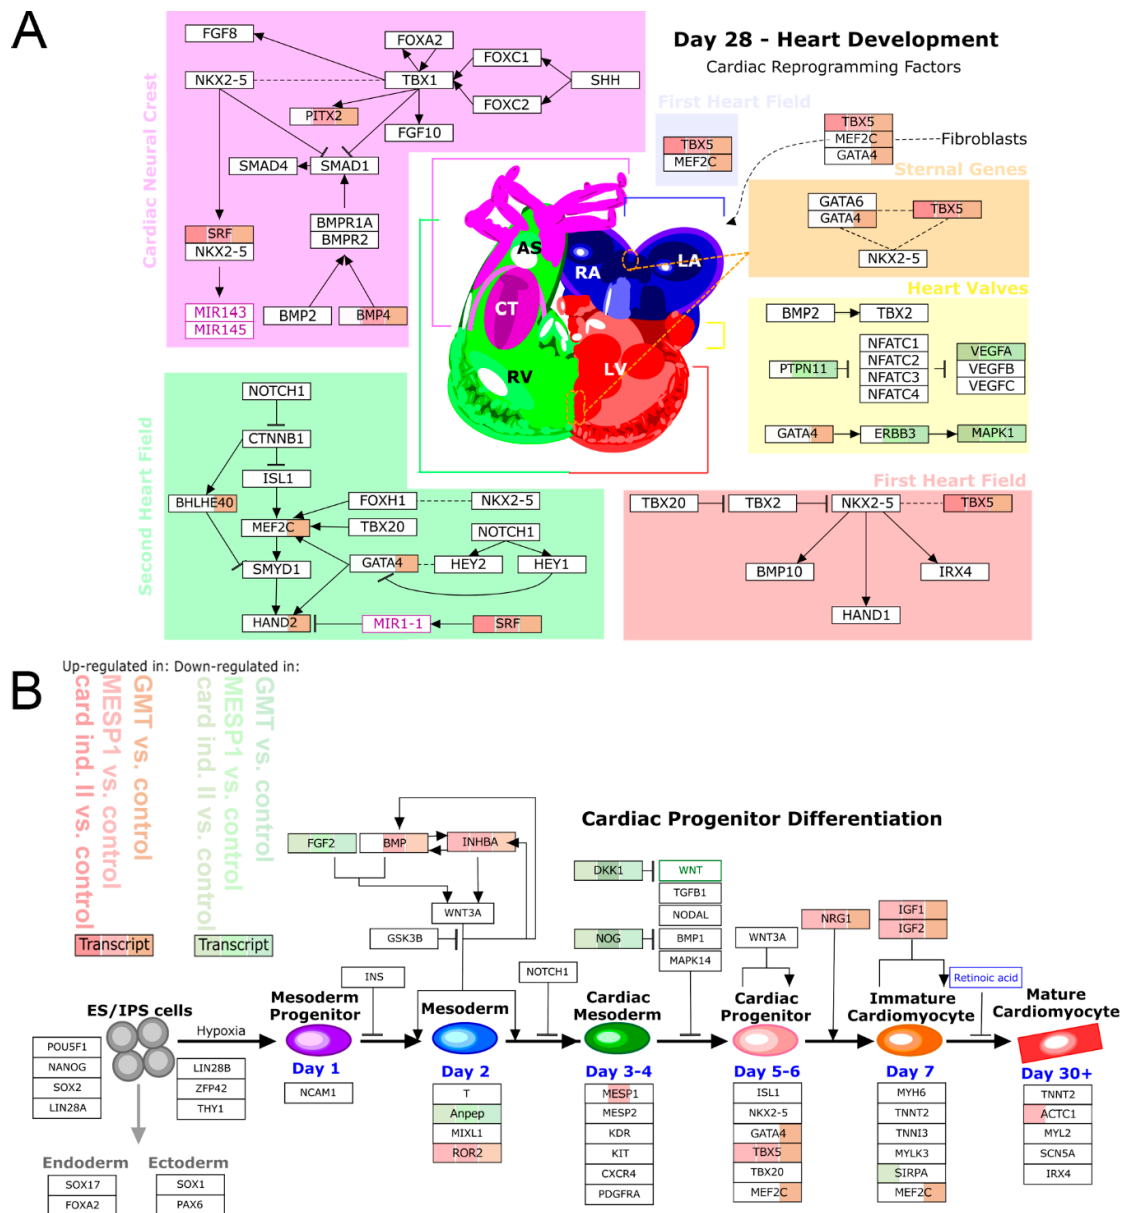 A
Day 28 - Heart Development
Cardiac Reprogramming Factors
Cardiac Neural Crest
FGF8
FOXA2
FOXC1
NKX2-5
TBX1
SHH
FOXC2
PITX2
FGF10
SMAD4
SMAD1
BMPR1A
BMPR2
SRF
NKX2-5
MIR143
MIR145
BMP2
BMP4
First Heart Field
TBX5
MEF2C
TBX5
MEF2C
GATA4
Fibroblasts
Sternal Genes
GATA6
GATA4
TBX5
NKX2-5
Heart Valves
BMP2
TBX2
PTPN11
NFATC1
NFATC2
NFATC3
NFATC4
VEGFA
VEGFB
VEGFC
GATA4
ERBB3
MAPK1
AS
RA
LA
CT
RV
LV
Second Heart Field
NOTCH1
CTNNB1
ISL1
BHLHE40
FOXH1
NKX2-5
MEF2C
TBX20
NOTCH1
SMYD1
GATA4
HEY2
HEY1
HAND2
MIR1-1
SRF
First Heart Field
TBX20
TBX2
NKX2-5
TBX5
BMP10
IRX4
HAND1
B
Up-regulated in: Down-regulated in:
card ind. II vs. control
MESP1 vs. control
GMT vs. control
card ind. II vs. control
MESP1 vs. control
GMT vs. control
Transcript
Transcript
Cardiac Progenitor Differentiation
FGF2
BMP
INHBA
WNT3A
GSK3B
INS
NOTCH1
DKK1
WNT
TGFB1
NODAL
NOG
BMP1
MAPK14
WNT3A
NRG1
IGF1
IGF2
Retinoic acid
ES/IPS cells
Hypoxia
Mesoderm
Progenitor
Mesoderm
Cardiac
Mesoderm
Cardiac
Progenitor
Immature
Cardiomyocyte
Mature
Cardiomyocyte
Day 1
Day 2
Day 3-4
Day 5-6
Day 7
Day 30+
POU5F1
NANOG
SOX2
LIN28A
LIN28B
ZFP42
THY1
NCAM1
T
Anpep
MIXL1
ROR2
MESP1
MESP2
KDR
KIT
CXCR4
PDGFRA
ISL1
NKX2-5
GATA4
TBX5
TBX20
MEF2C
MYH6
TNNT2
TNNI3
MYLK3
SIRPA
MEF2C
TNNT2
ACTC1
MYL2
SCN5A
IRX4
Endoderm
Ectoderm
SOX17
FOXA2
SOX1
PAX6